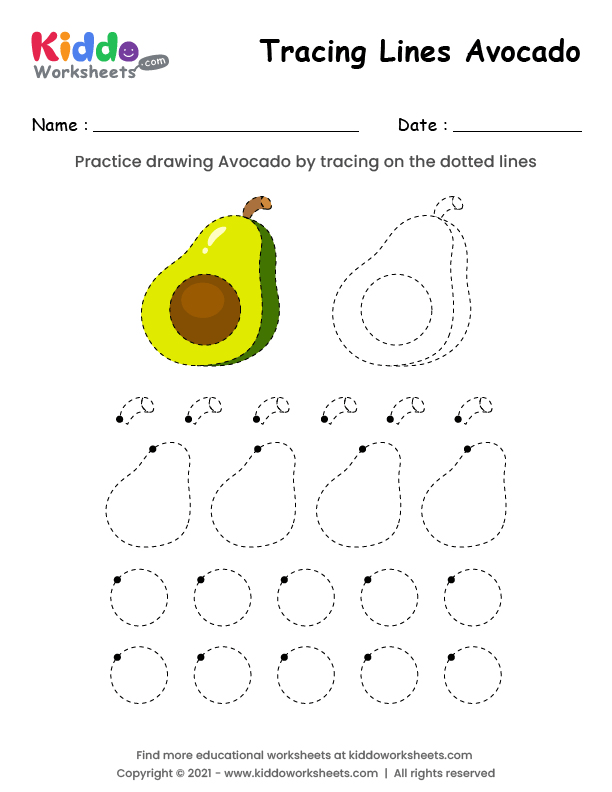 Kiddo
Worksheets .com
Tracing Lines Avocado
Name : Date :
Practice drawing Avocado by tracing on the dotted lines
Find more educational worksheets at kiddoworksheets.com
Copyright © 2021 - www.kiddoworksheets.com | All rights reserved